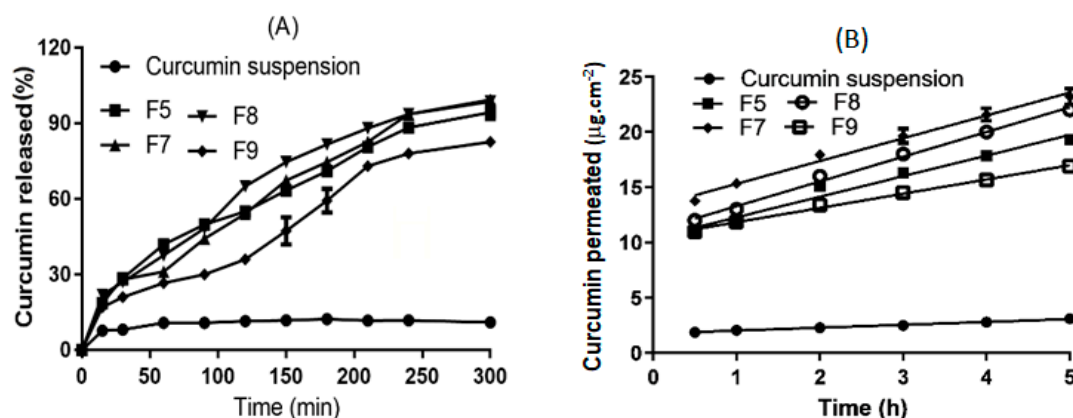 (A)
Curcumin released(%)
120
90
60
30
0
Curcumin suspension
F5
F8
F7
F9
0
50
100
150
200
250
300
Time (min)
(B)
Curcumin permeated (µg.cm⁻²)
25
20
15
10
5
0
Curcumin suspension
F5
F8
F7
F9
0
1
2
3
4
5
Time (h)